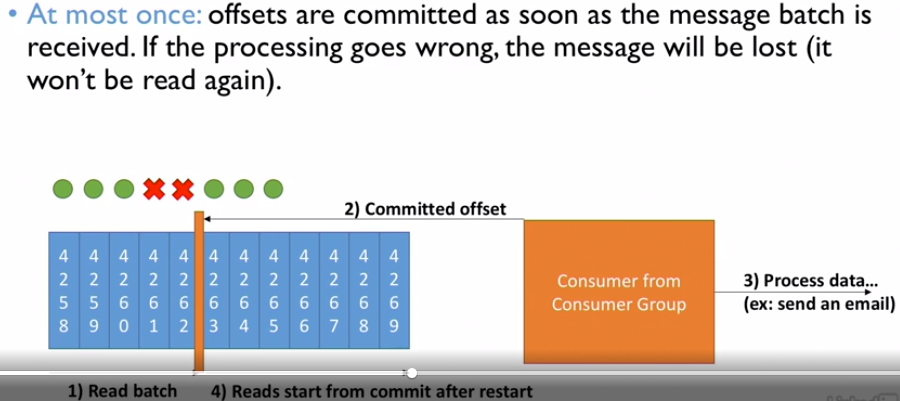 • At most once: offsets are committed as soon as the message batch is
received. If the processing goes wrong, the message will be lost (it
won't be read again).
2) Committed offset
4 4 4 4 4 4 4 4 4 4 4 4
2 2 2 2 2 2 2 2 2 2 2 2
5 5 6 6 6 6 6 6 6 6 6 6
8 9 0 1 2 3 4 5 6 7 8 9
Consumer from
Consumer Group
3) Process data...
(ex: send an email)
1) Read batch
4) Reads start from commit after restart